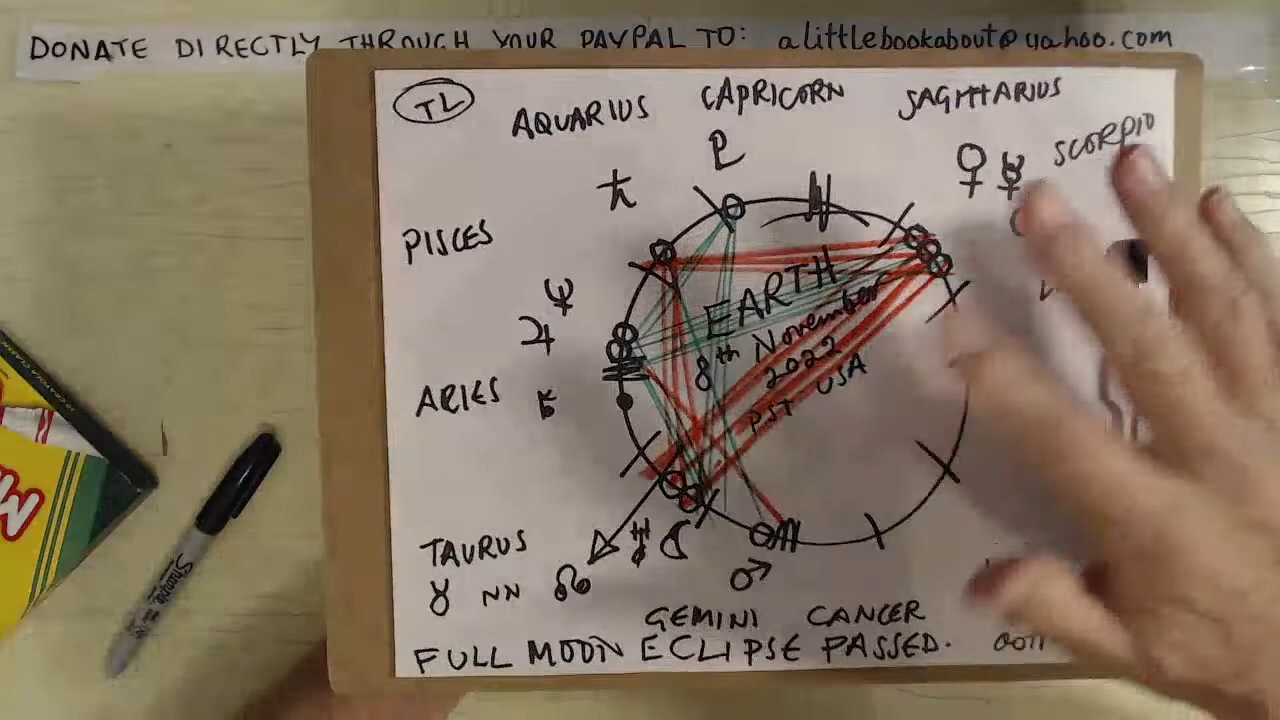 DONATE DIRECTLY THROUGH YOUR PAYPAL TO: alittlebookabout@yahoo.com
TL
AQUARIUS
CAPRICORN
SAGITTARIUS
SCORPIO
PISCES
EARTH
8th November
2022
PST USA
ARIES
TAURUS
NN
GEMINI CANCER
FULL MOON ECLIPSE PASSED.
Sharpie